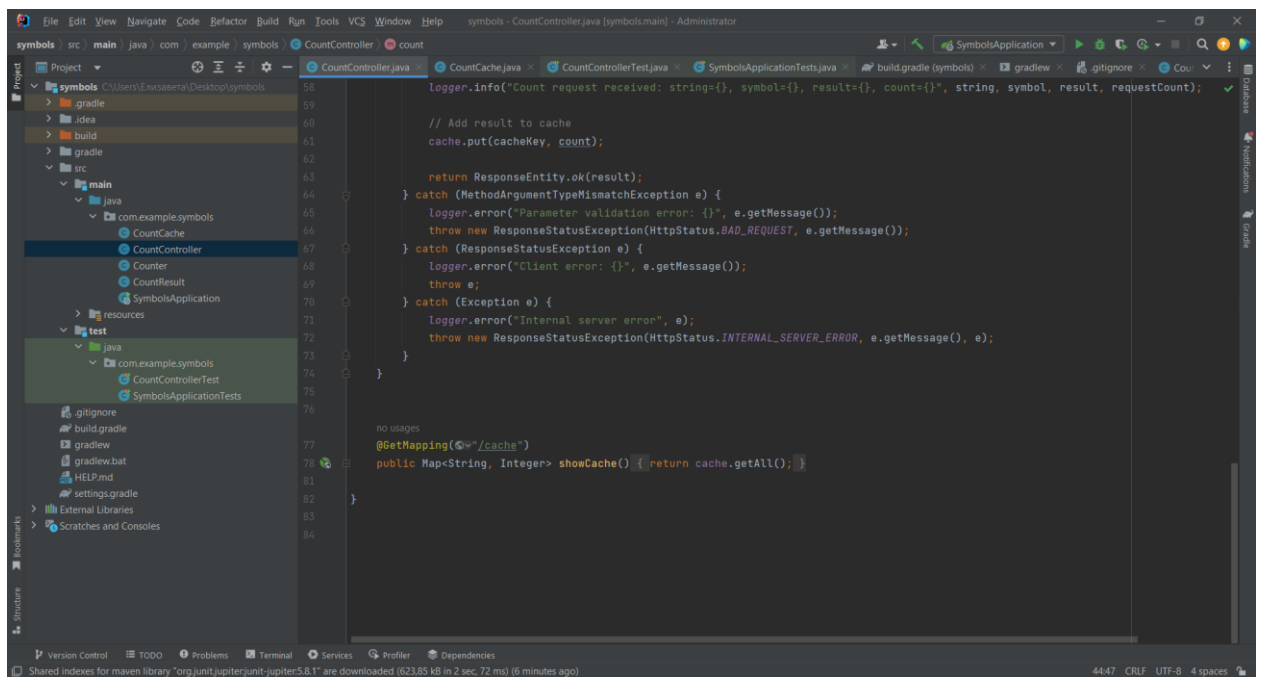 File Edit View Navigate Code Refactor Build Run Tools VCS Window Help symbols - CountController.java [symbols.main] - Administrator
symbols src main java com example symbols CountController count SymbolsApplication
Project CountController.java CountCache.java CountControllerTest.java SymbolsApplicationTests.java build.gradle (symbols) gradlew .gitignore Cou
Project
symbols C:\Users\Елизавета\Desktop\symbols
.gradle
.idea
build
gradle
src
main
java
com.example.symbols
CountCache
CountController
Counter
CountResult
SymbolsApplication
resources
test
java
com.example.symbols
CountControllerTest
SymbolsApplicationTests
.gitignore
build.gradle
gradlew
gradlew.bat
HELP.md
settings.gradle
External Libraries
Scratches and Consoles
Bookmarks
Structure
58 logger.info("Count request received: string={}, symbol={}, result={}, count={}", string, symbol, result, requestCount);
59
60 // Add result to cache
61 cache.put(cacheKey, count);
62
63 return ResponseEntity.ok(result);
64 } catch (MethodArgumentTypeMismatchException e) {
65 logger.error("Parameter validation error: {}", e.getMessage());
66 throw new ResponseStatusException(HttpStatus.BAD_REQUEST, e.getMessage());
67 } catch (ResponseStatusException e) {
68 logger.error("Client error: {}", e.getMessage());
69 throw e;
70 } catch (Exception e) {
71 logger.error("Internal server error", e);
72 throw new ResponseStatusException(HttpStatus.INTERNAL_SERVER_ERROR, e.getMessage(), e);
73 }
74 }
75
76
no usages
77 @GetMapping("/cache")
78 public Map<String, Integer> showCache() { return cache.getAll(); }
81
82 }
83
84
Database
Notifications
Gradle
Version Control TODO Problems Terminal Services Profiler Dependencies
Shared indexes for maven library "org.junit.jupiter:junit-jupiter:5.8.1" are downloaded (623,85 kB in 2 sec, 72 ms) (6 minutes ago) 44:47 CRLF UTF-8 4 spaces